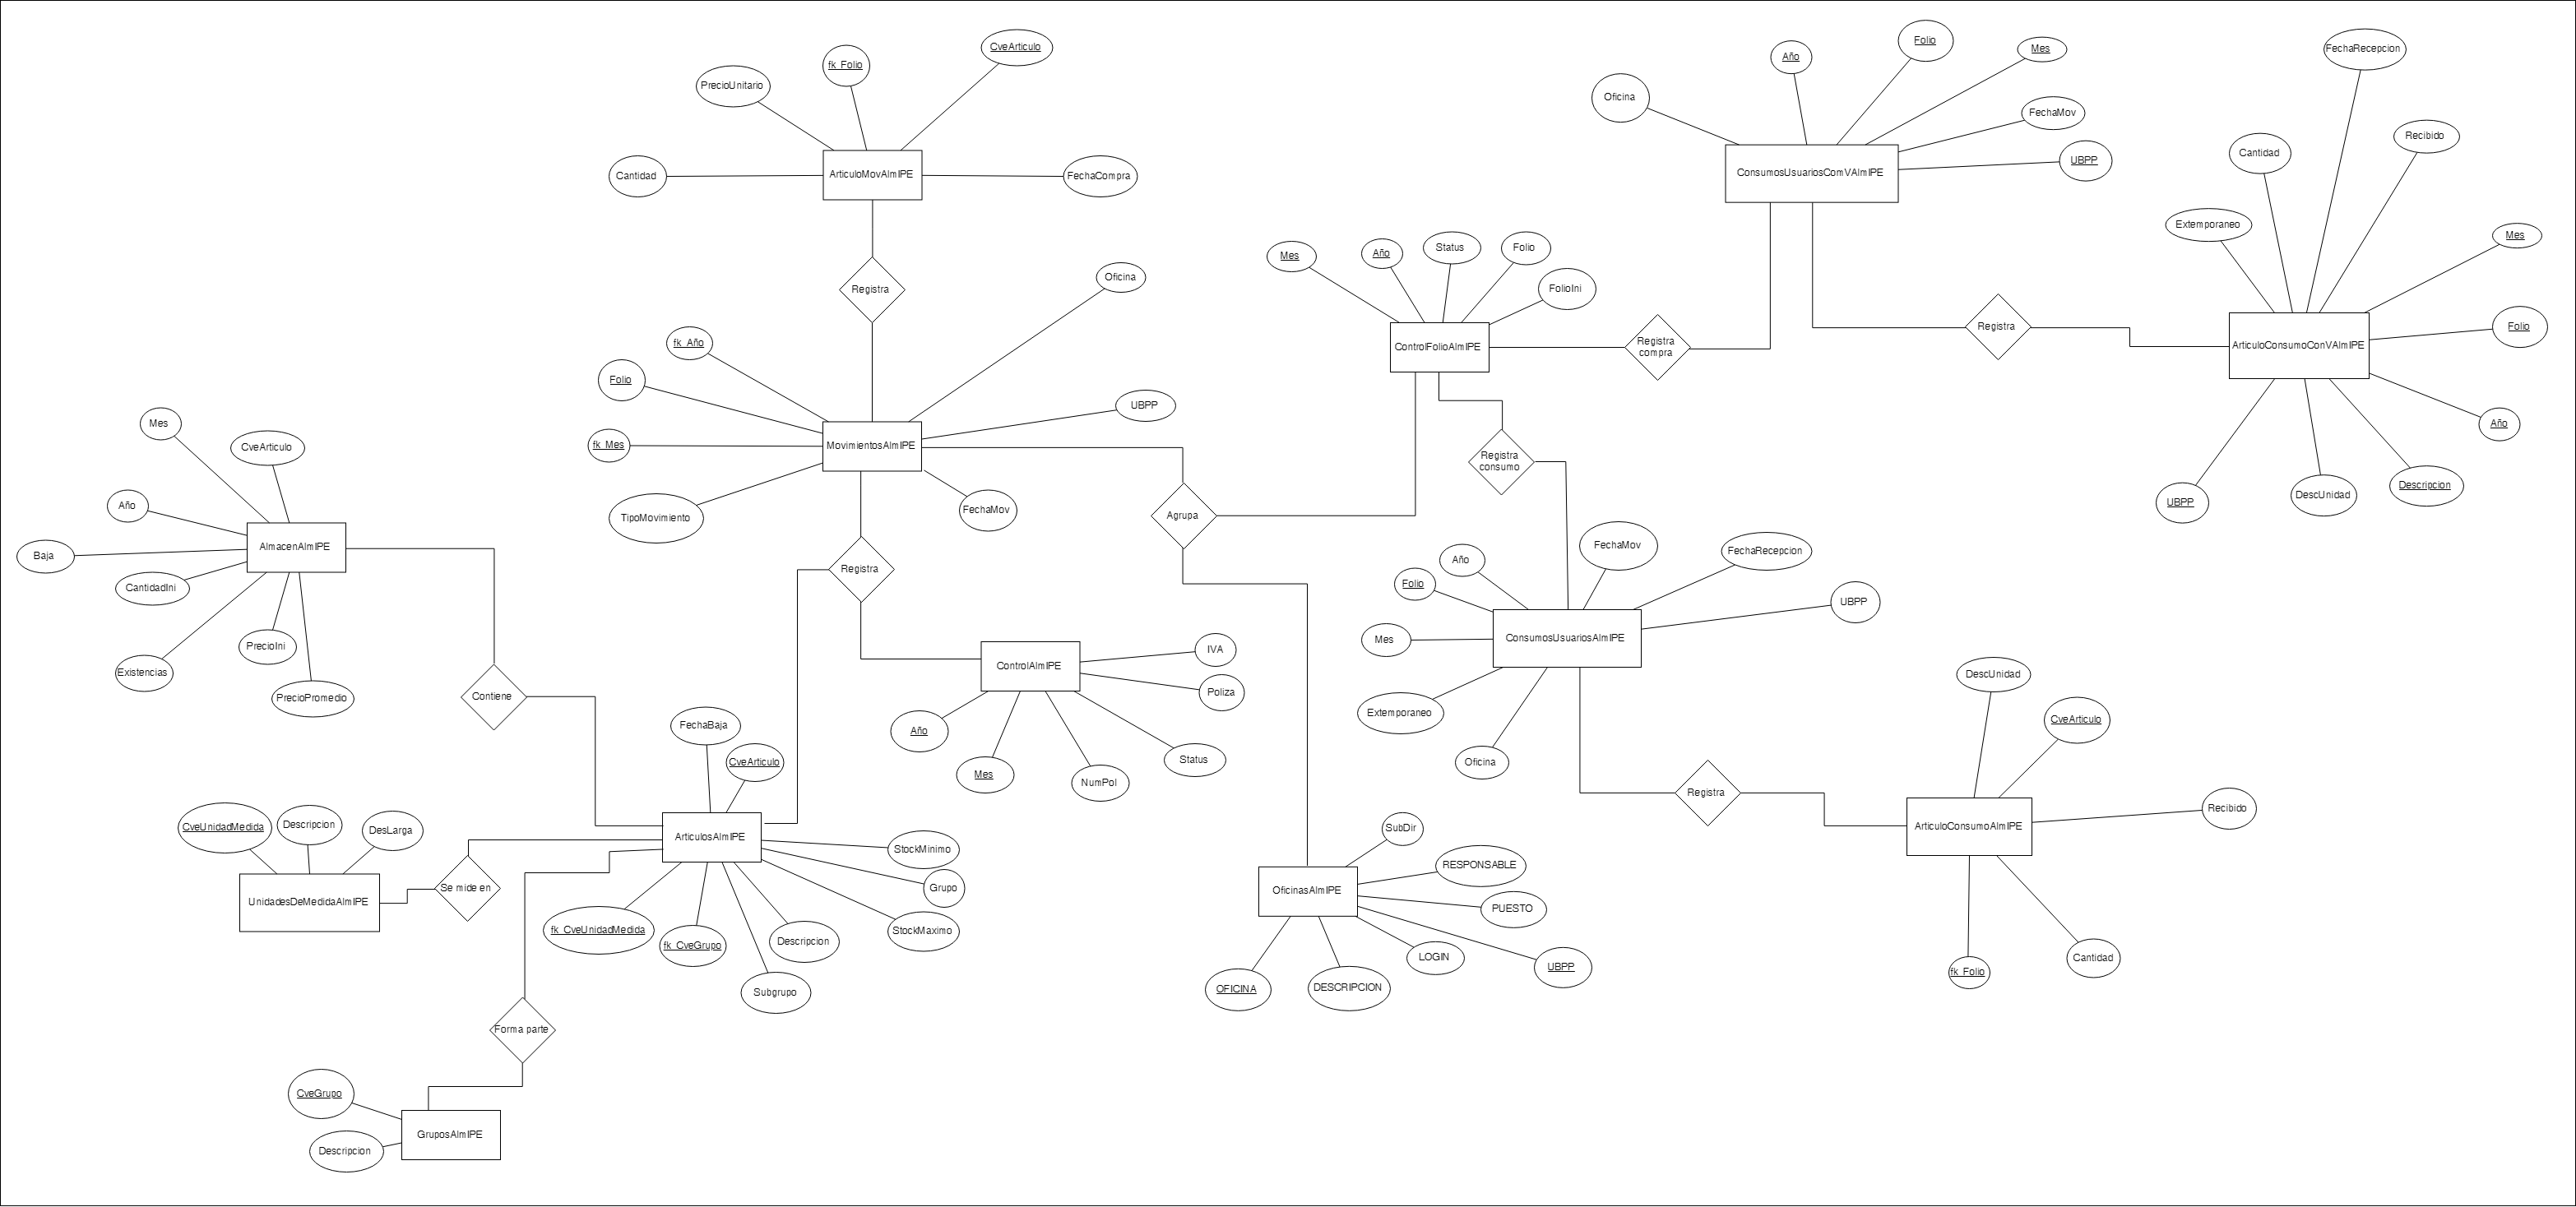 CveArticulo
fk_Folio
PrecioUnitario
Cantidad
ArticuloMovAlmIPE
FechaCompra
Registra
Oficina
fk_Año
Folio
UBPP
fk_Mes
MovimientosAlmIPE
TipoMovimiento
FechaMov
Agrupa
Registra
Mes
CveArticulo
Año
AlmacenAlmIPE
Baja
CantidadIni
PrecioIni
Existencias
PrecioPromedio
Contiene
ControlAlmIPE
IVA
Poliza
Año
Mes
NumPol
Status
FechaBaja
CveArticulo
ArticulosAlmIPE
StockMinimo
Grupo
StockMaximo
fk_CveUnidadMedida
fk_CveGrupo
Descripcion
Subgrupo
CveUnidadMedida
Descripcion
DesLarga
UnidadesDeMedidaAlmIPE
Se mide en
Forma parte
CveGrupo
GruposAlmIPE
Descripcion
Folio
Año
Mes
Oficina
FechaMov
UBPP
ConsumosUsuariosComVAlmIPE
Mes
Año
Status
Folio
FolioIni
ControlFolioAlmIPE
Registra
compra
Registra
consumo
Registra
FechaRecepcion
Recibido
Cantidad
Extemporaneo
Mes
Folio
ArticuloConsumoConVAlmIPE
Año
Descripcion
DescUnidad
UBPP
FechaMov
FechaRecepcion
Año
Folio
UBPP
Mes
ConsumosUsuariosAlmIPE
Extemporaneo
Oficina
Registra
DescUnidad
CveArticulo
Recibido
ArticuloConsumoAlmIPE
Cantidad
fk_Folio
SubDir
RESPONSABLE
OficinasAlmIPE
PUESTO
LOGIN
UBPP
OFICINA
DESCRIPCION